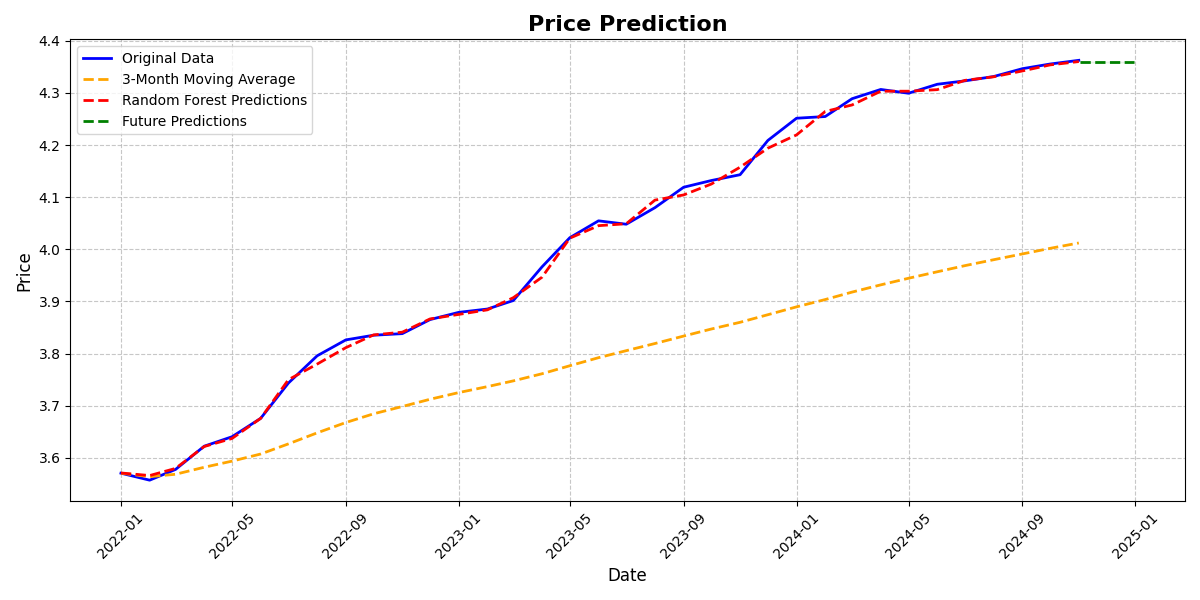 Price Prediction
Original Data
3-Month Moving Average
Random Forest Predictions
Future Predictions
4.4
4.3
4.2
4.1
4.0
3.9
3.8
3.7
3.6
Price
2022-01
2022-05
2022-09
2023-01
2023-05
2023-09
2024-01
2024-05
2024-09
2025-01
Date